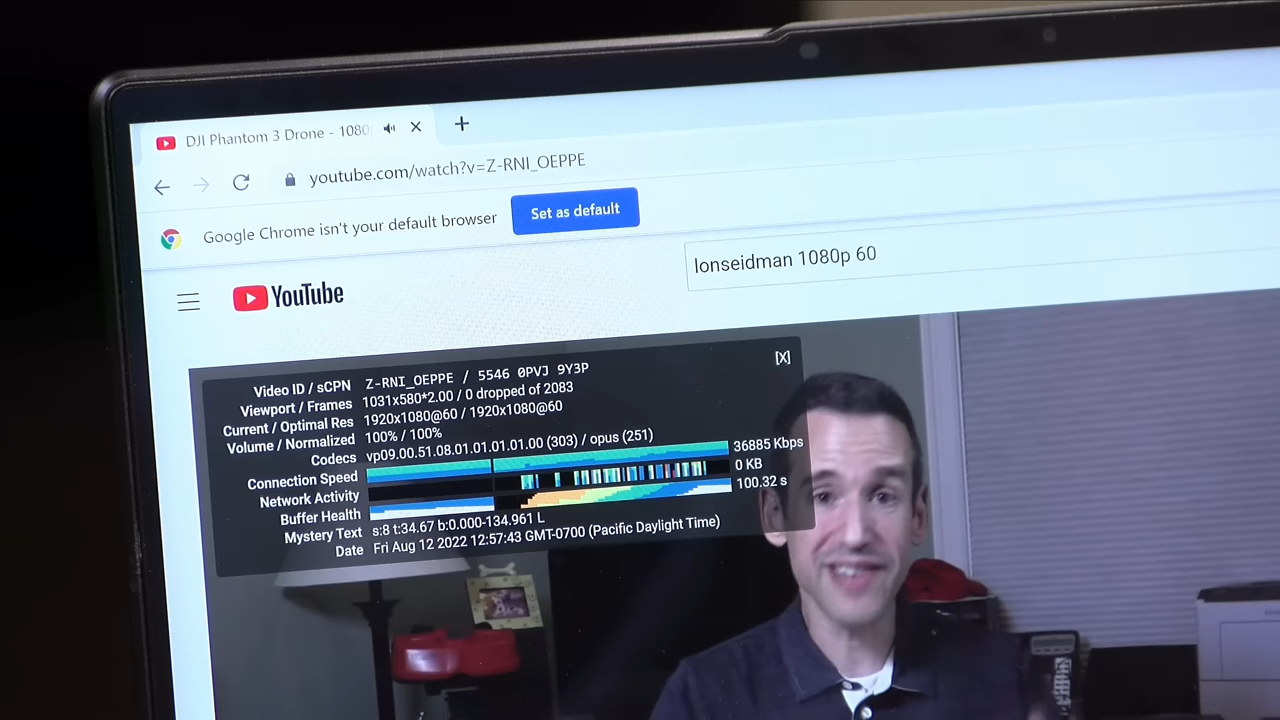 DJI Phantom 3 Drone - 1080
youtube.com/watch?v=Z-RNI_OEPPE
Google Chrome isn't your default browser
Set as default
YouTube
lonseidman 1080p 60
[X]
Video ID / sCPN Z-RNI_OEPPE / 5546 0PVJ 9Y3P
Viewport / Frames 1031x580*2.00 / 0 dropped of 2083
Current / Optimal Res 1920x1080@60 / 1920x1080@60
Volume / Normalized 100% / 100%
Codecs vp09.00.51.08.01.01.01.01.00 (303) / opus (251)
Connection Speed 36885 Kbps
Network Activity 0 KB
Buffer Health 100.32 s
Mystery Text s:8 t:34.67 b:0.000-134.961 L
Date Fri Aug 12 2022 12:57:43 GMT-0700 (Pacific Daylight Time)